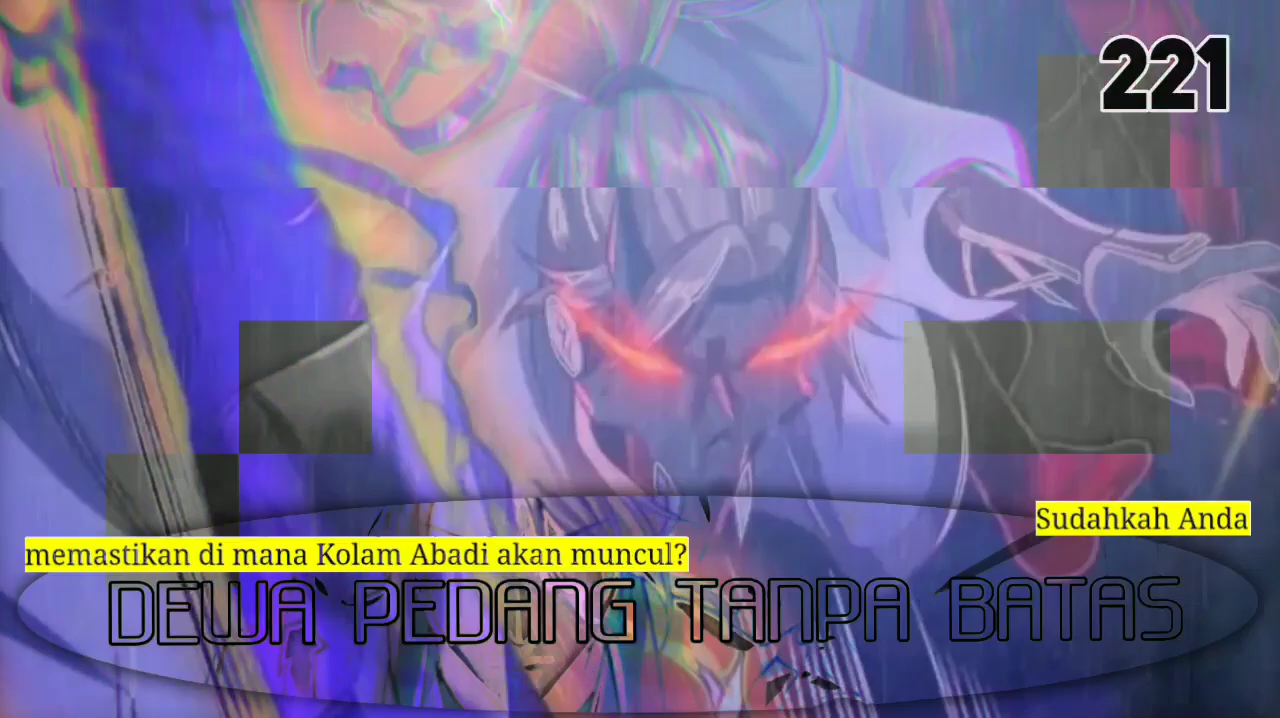 221
Sudahkah Anda
memastikan di mana Kolam Abadi akan muncul?
DEWA PEDANG TANPA BATAS